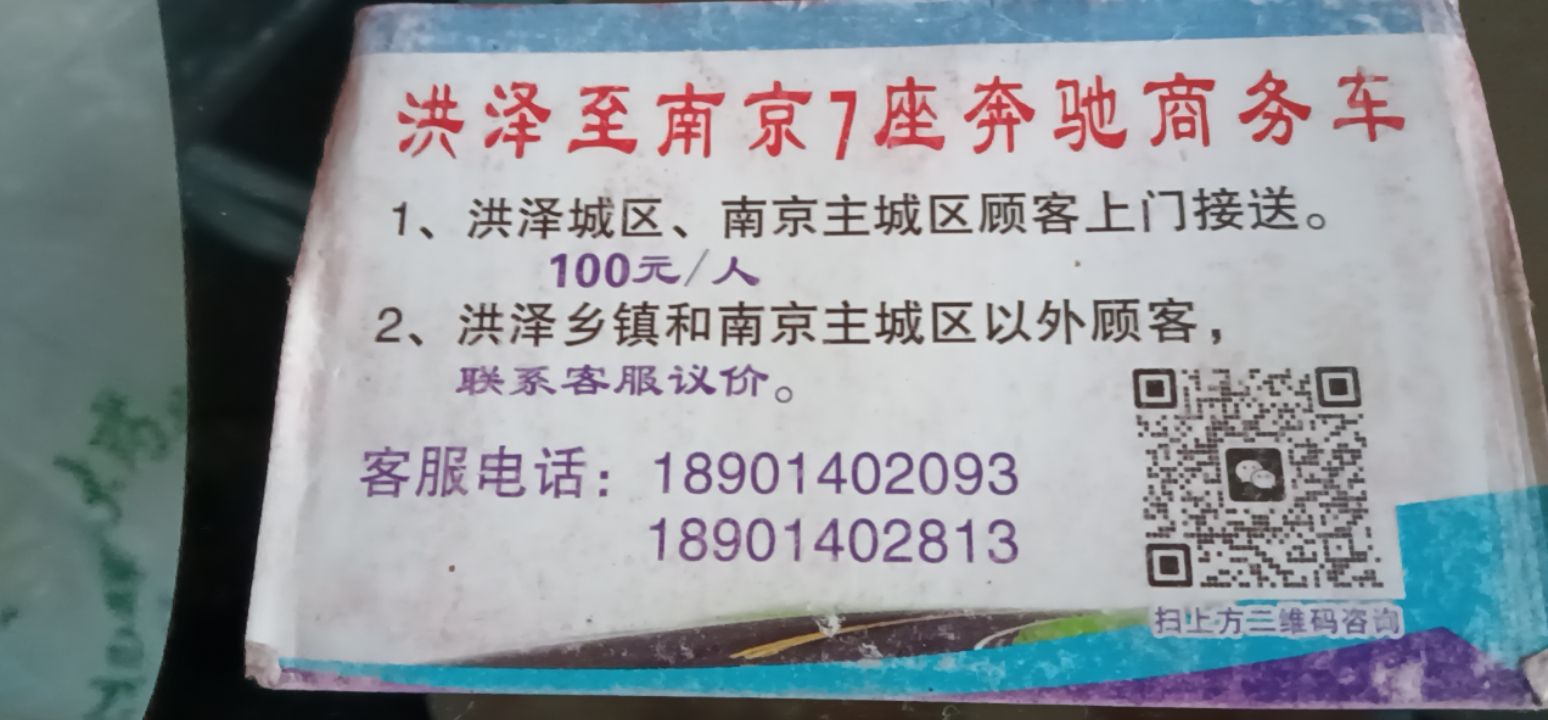 洪泽至南京7座奔驰商务车
1、洪泽城区、南京主城区顾客上门接送。
100元/人
2、洪泽乡镇和南京主城区以外顾客，
联系客服议价。
客服电话：18901402093
18901402813
扫上方二维码咨询